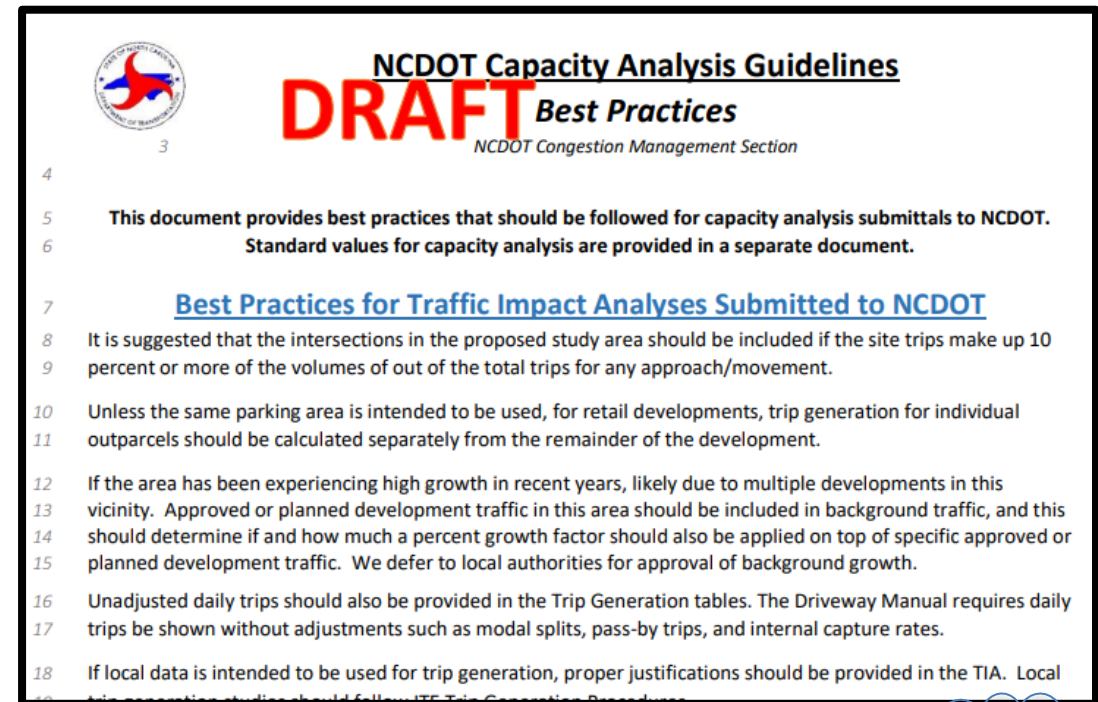 NCDOT Capacity Analysis Guidelines
DRAFT
Best Practices
3 NCDOT Congestion Management Section
4
5 This document provides best practices that should be followed for capacity analysis submittals to NCDOT.
6 Standard values for capacity analysis are provided in a separate document.
7 Best Practices for Traffic Impact Analyses Submitted to NCDOT
8 It is suggested that the intersections in the proposed study area should be included if the site trips make up 10
9 percent or more of the volumes of out of the total trips for any approach/movement.
10 Unless the same parking area is intended to be used, for retail developments, trip generation for individual
11 outparcels should be calculated separately from the remainder of the development.
12 If the area has been experiencing high growth in recent years, likely due to multiple developments in this
13 vicinity.  Approved or planned development traffic in this area should be included in background traffic, and this
14 should determine if and how much a percent growth factor should also be applied on top of specific approved or
15 planned development traffic.  We defer to local authorities for approval of background growth.
16 Unadjusted daily trips should also be provided in the Trip Generation tables. The Driveway Manual requires daily
17 trips be shown without adjustments such as modal splits, pass-by trips, and internal capture rates.
18 If local data is intended to be used for trip generation, proper justifications should be provided in the TIA.  Local